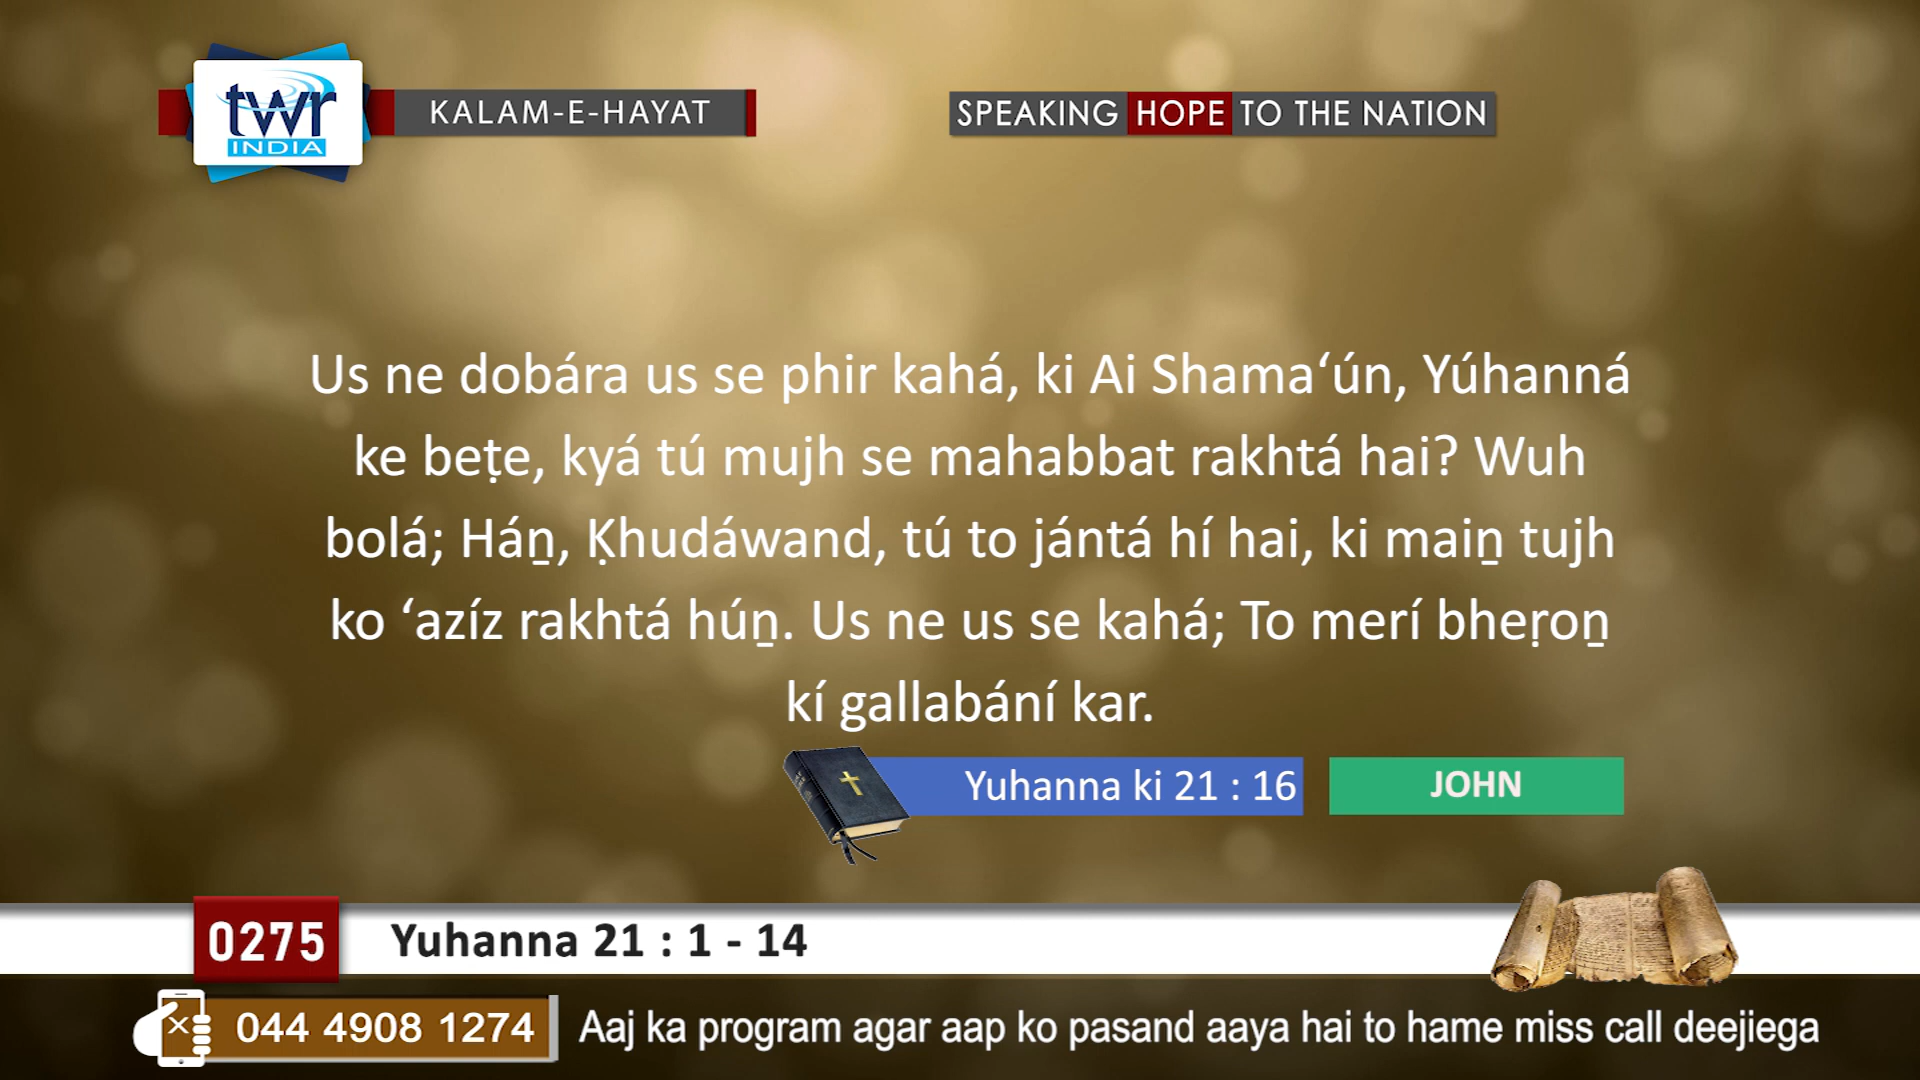 twr
INDIA
KALAM-E-HAYAT
SPEAKING HOPE TO THE NATION
Us ne dobára us se phir kahá, ki Ai Shama‘ún, Yúhanná
ke beṭe, kyá tú mujh se mahabbat rakhtá hai? Wuh
bolá; Háṉ, Ḳhudáwand, tú to jántá hí hai, ki maiṉ tujh
ko ‘azíz rakhtá húṉ. Us ne us se kahá; To merí bheṛoṉ
kí gallabání kar.
Yuhanna ki 21 : 16
JOHN
0275
Yuhanna 21 : 1 - 14
044 4908 1274
Aaj ka program agar aap ko pasand aaya hai to hame miss call deejiega